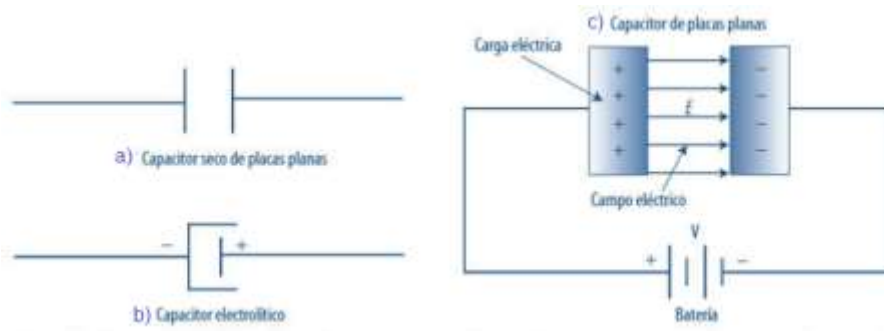 a) Capacitor seco de placas planas
− +
b) Capacitor electrolítico
c) Capacitor de placas planas
Carga eléctrica
+ −
+ −
+ −
+ −
E
Campo eléctrico
V
+ −
Batería